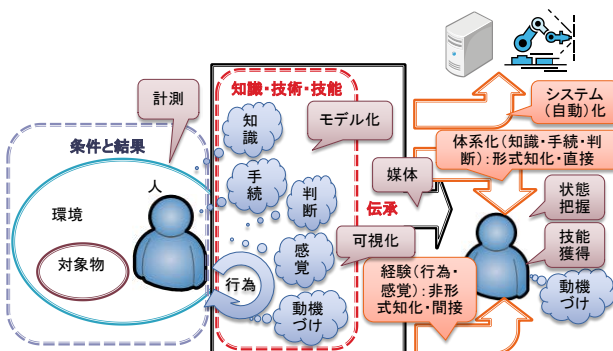 知識・技術・技能
計測
モデル化
システム
(自動)化
条件と結果
知
識
体系化(知識・手続・判
断):形式知化・直接
人
手
続
媒体
環境
判
断
伝承
状態
把握
対象物
感
覚
可視化
技能
獲得
行為
経験(行為・
感覚):非形
式知化・間接
動機
づけ
動機
づけ